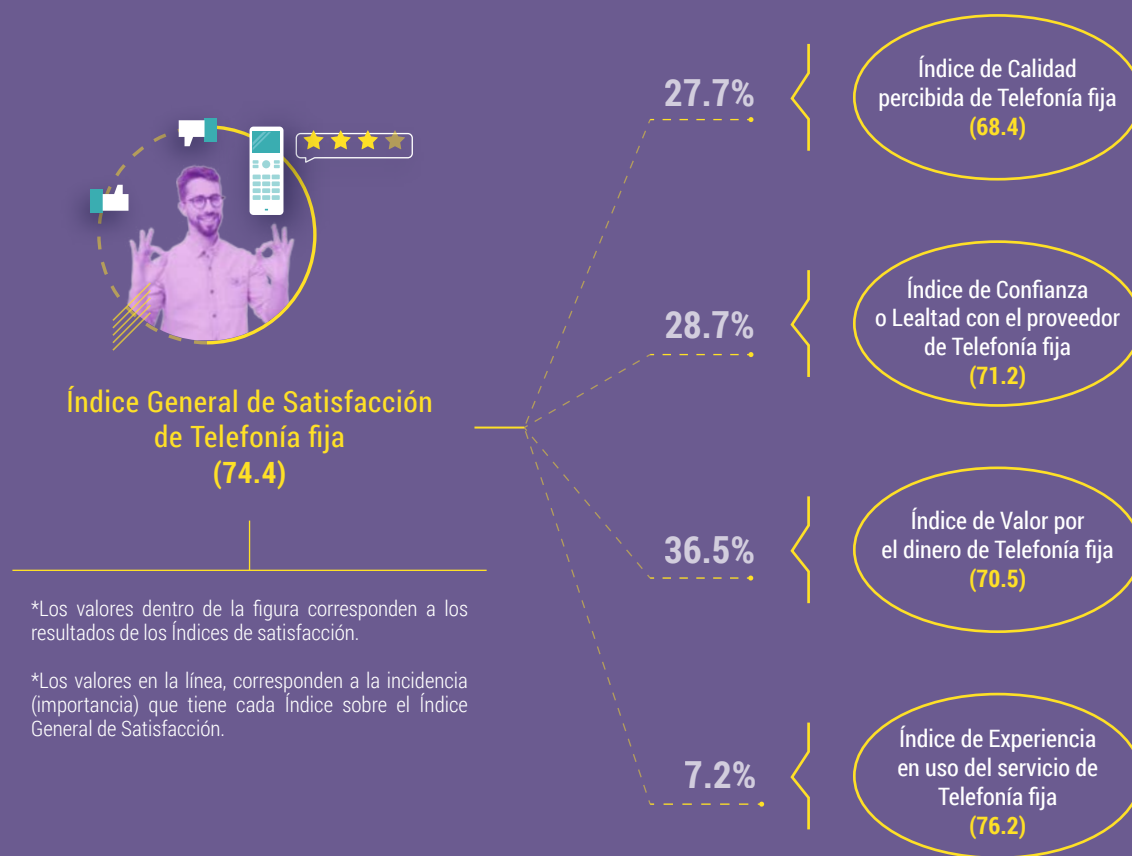 Índice General de Satisfacción
de Telefonía fija
(74.4)
*Los valores dentro de la figura corresponden a los
resultados de los Índices de satisfacción.
*Los valores en la línea, corresponden a la incidencia
(importancia) que tiene cada Índice sobre el Índice
General de Satisfacción.
27.7%
Índice de Calidad
percibida de Telefonía fija
(68.4)
28.7%
Índice de Confianza
o Lealtad con el proveedor
de Telefonía fija
(71.2)
36.5%
Índice de Valor por
el dinero de Telefonía fija
(70.5)
7.2%
Índice de Experiencia
en uso del servicio de
Telefonía fija
(76.2)